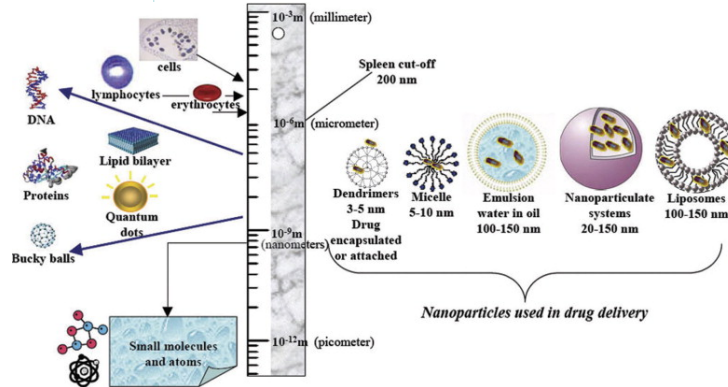 10⁻³m (millimeter)
cells
lymphocytes
erythrocytes
DNA
Spleen cut-off
200 nm
10⁻⁶m (micrometer)
Lipid bilayer
Proteins
Quantum
dots
Bucky balls
Dendrimers
3-5 nm
Drug
encapsulated
or attached
Micelle
5-10 nm
Emulsion
water in oil
100-150 nm
Nanoparticulate
systems
20-150 nm
Liposomes
100-150 nm
10⁻⁹m
(nanometers)
Nanoparticles used in drug delivery
Small molecules
and atoms
10⁻¹²m (picometer)